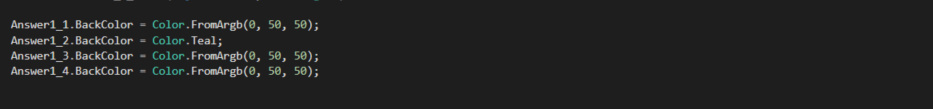 Answer1_1.BackColor = Color.FromArgb(0, 50, 50);
Answer1_2.BackColor = Color.Teal;
Answer1_3.BackColor = Color.FromArgb(0, 50, 50);
Answer1_4.BackColor = Color.FromArgb(0, 50, 50);